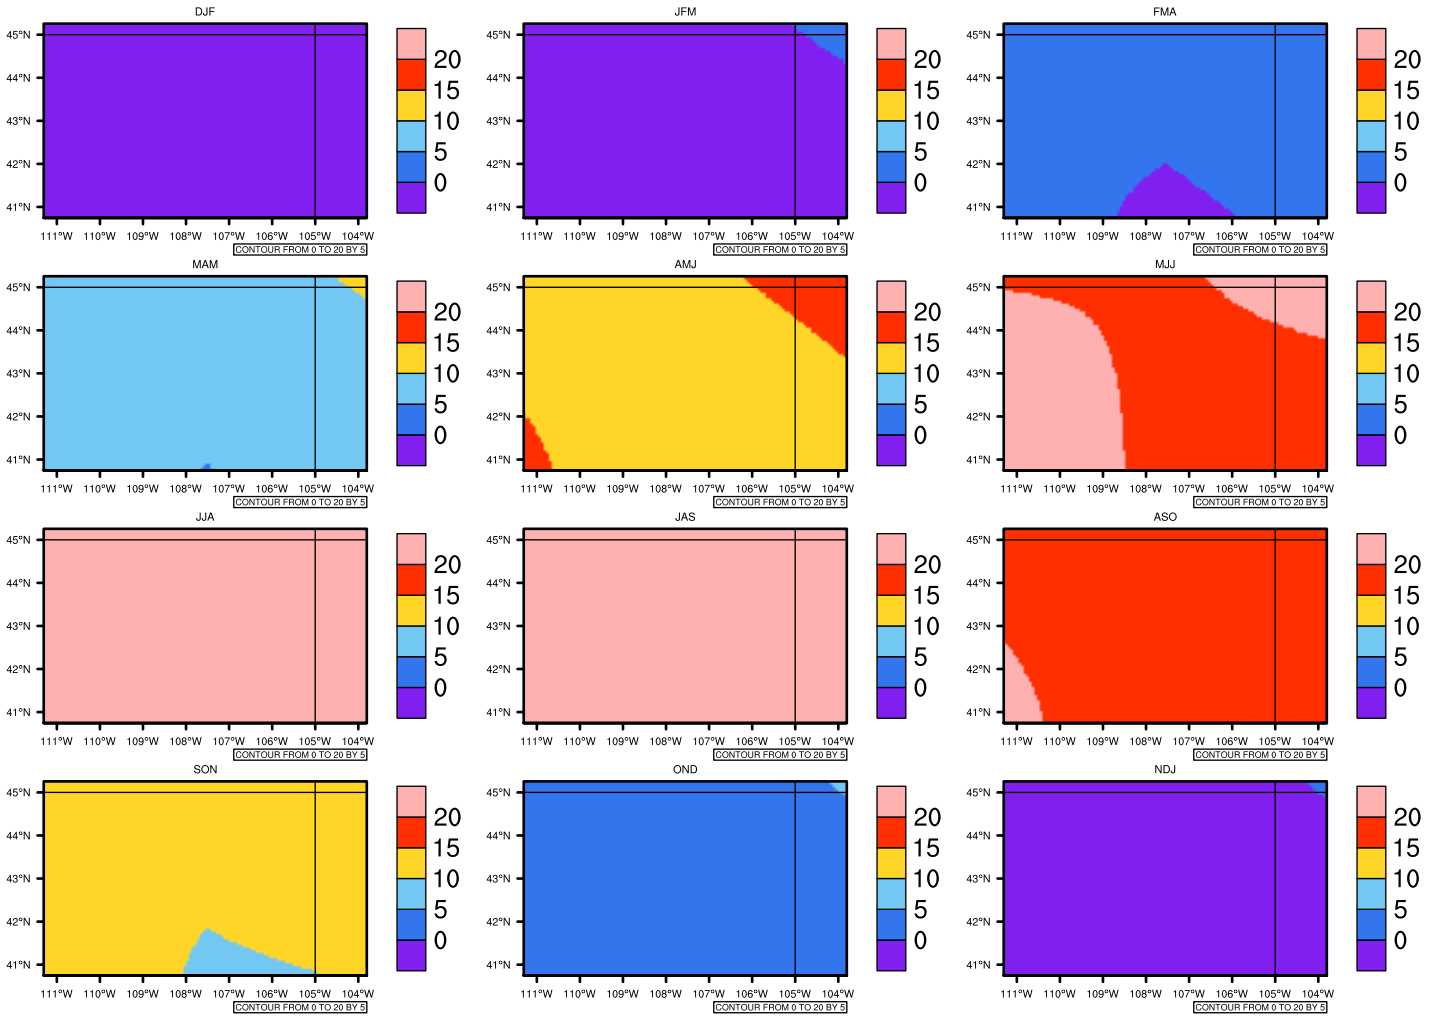 DJF JFM FMA
45°N 20 45°N 20 45°N 20
44°N 15 44°N 15 44°N 15
43°N 10 43°N 10 43°N 10
42°N 5 42°N 5 42°N 5
41°N 0 41°N 0 41°N 0
111°W 110°W 109°W 108°W 107°W 106°W 105°W 104°W 111°W 110°W 109°W 108°W 107°W 106°W 105°W 104°W 111°W 110°W 109°W 108°W 107°W 106°W 105°W 104°W
CONTOUR FROM 0 TO 20 BY 5 CONTOUR FROM 0 TO 20 BY 5 CONTOUR FROM 0 TO 20 BY 5
MAM AMJ MJJ
45°N 20 45°N 20 45°N 20
44°N 15 44°N 15 44°N 15
43°N 10 43°N 10 43°N 10
42°N 5 42°N 5 42°N 5
41°N 0 41°N 0 41°N 0
111°W 110°W 109°W 108°W 107°W 106°W 105°W 104°W 111°W 110°W 109°W 108°W 107°W 106°W 105°W 104°W 111°W 110°W 109°W 108°W 107°W 106°W 105°W 104°W
CONTOUR FROM 0 TO 20 BY 5 CONTOUR FROM 0 TO 20 BY 5 CONTOUR FROM 0 TO 20 BY 5
JJA JAS ASO
45°N 20 45°N 20 45°N 20
44°N 15 44°N 15 44°N 15
43°N 10 43°N 10 43°N 10
42°N 5 42°N 5 42°N 5
41°N 0 41°N 0 41°N 0
111°W 110°W 109°W 108°W 107°W 106°W 105°W 104°W 111°W 110°W 109°W 108°W 107°W 106°W 105°W 104°W 111°W 110°W 109°W 108°W 107°W 106°W 105°W 104°W
CONTOUR FROM 0 TO 20 BY 5 CONTOUR FROM 0 TO 20 BY 5 CONTOUR FROM 0 TO 20 BY 5
SON OND NDJ
45°N 20 45°N 20 45°N 20
44°N 15 44°N 15 44°N 15
43°N 10 43°N 10 43°N 10
42°N 5 42°N 5 42°N 5
41°N 0 41°N 0 41°N 0
111°W 110°W 109°W 108°W 107°W 106°W 105°W 104°W 111°W 110°W 109°W 108°W 107°W 106°W 105°W 104°W 111°W 110°W 109°W 108°W 107°W 106°W 105°W 104°W
CONTOUR FROM 0 TO 20 BY 5 CONTOUR FROM 0 TO 20 BY 5 CONTOUR FROM 0 TO 20 BY 5